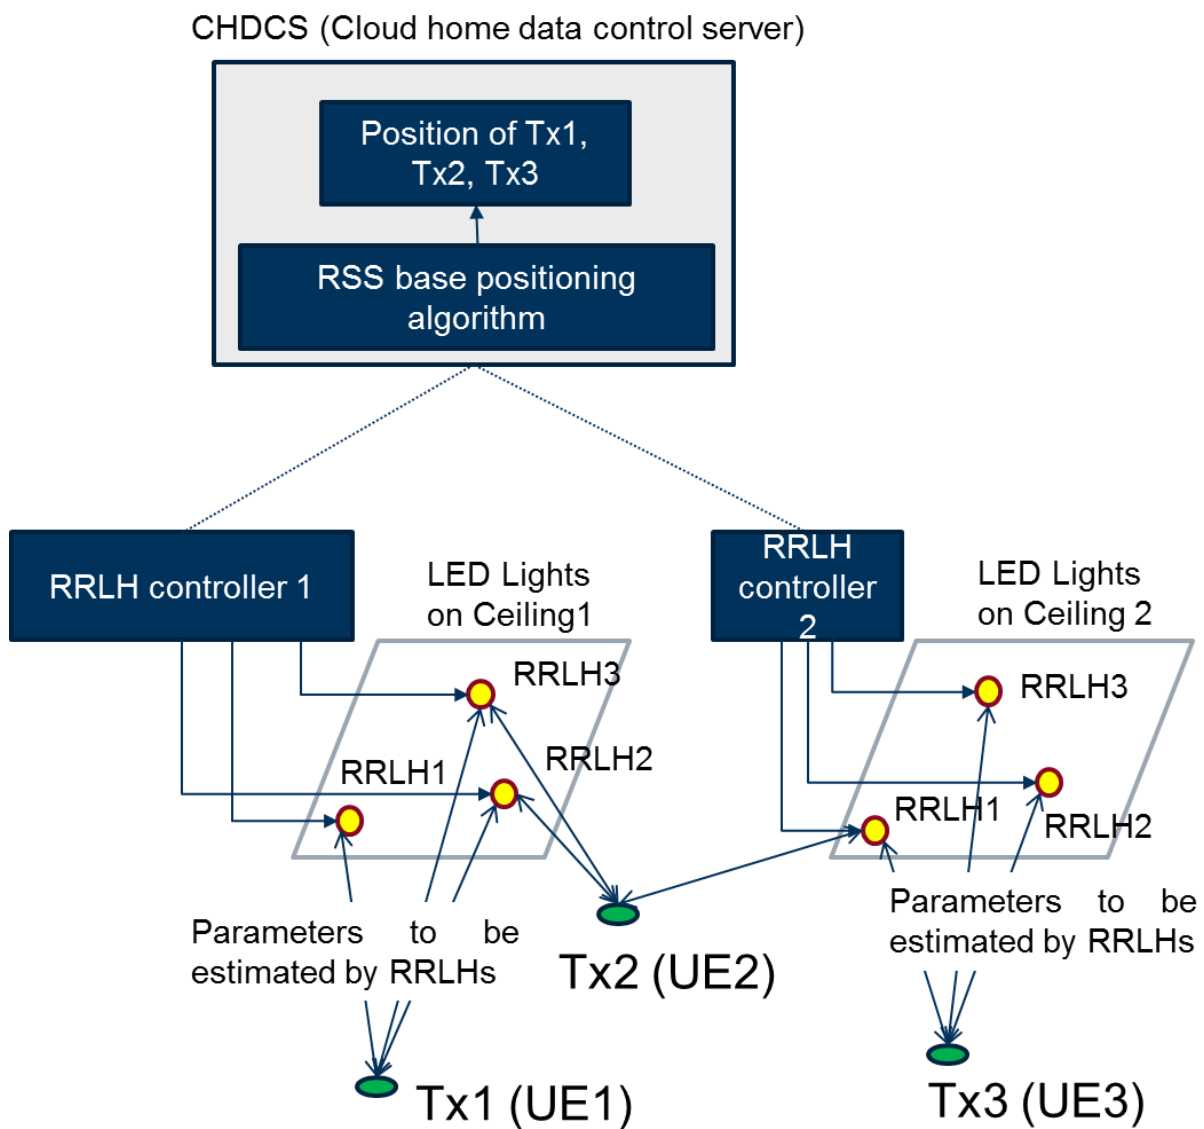 CHDCS (Cloud home data control server)
Position of Tx1,
Tx2, Tx3
RSS base positioning
algorithm
RRLH controller 1
LED Lights
on Ceiling1
RRLH
controller
2
LED Lights
on Ceiling 2
RRLH3
RRLH2
RRLH1
RRLH3
RRLH1
RRLH2
Parameters to be
estimated by RRLHs
Parameters to be
estimated by RRLHs
Tx2 (UE2)
Tx1 (UE1)
Tx3 (UE3)